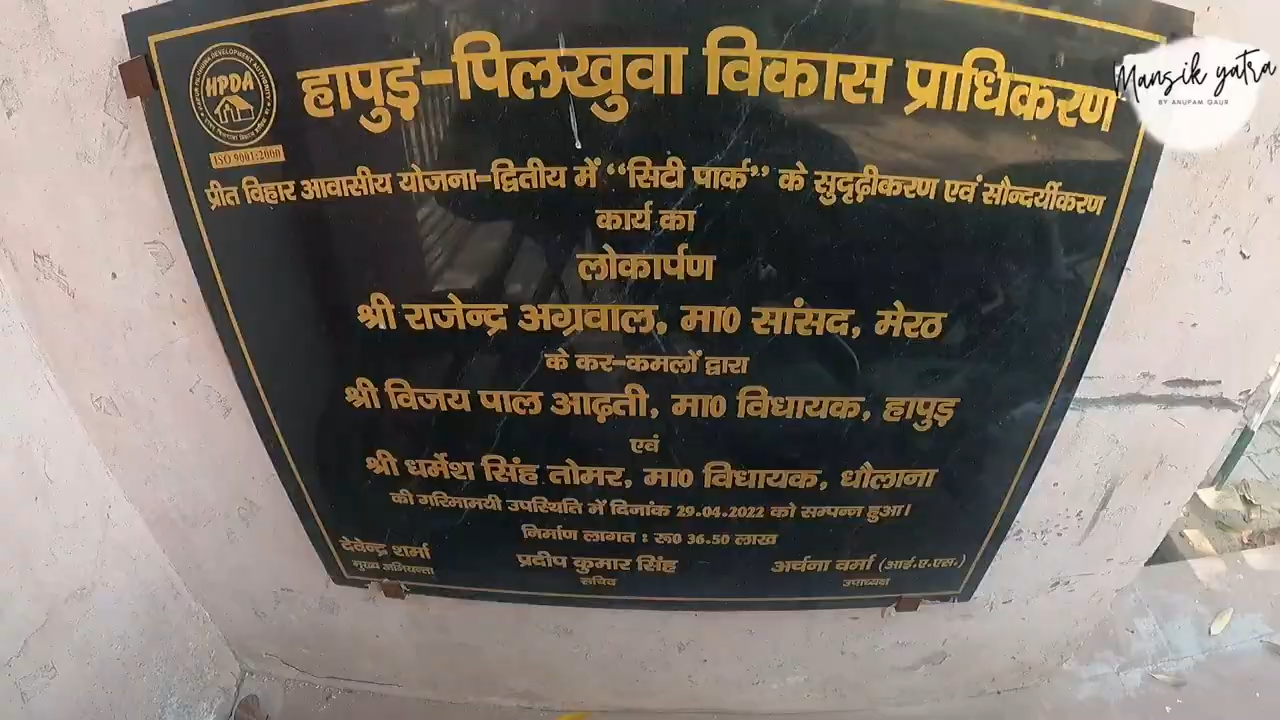 हापुड़-पिलखुवा विकास प्राधिकरण
HPDA
ISO 9001:2000
प्रीत विहार आवासीय योजना-द्वितीय में “सिटी पार्क” के सुदृढ़ीकरण एवं सौन्दर्यीकरण
कार्य का
लोकार्पण
श्री राजेन्द्र अग्रवाल, मा0 सांसद, मेरठ
के कर-कमलों द्वारा
श्री विजय पाल आढ़ती, मा0 विधायक, हापुड़
एवं
श्री धर्मेश सिंह तोमर, मा0 विधायक, धौलाना
की गरिमामयी उपस्थिति में दिनांक 29.04.2022 को सम्पन्न हुआ।
निर्माण लागत : रू0 36.50 लाख
देवेन्द्र शर्मा
मुख्य अभियन्ता
प्रदीप कुमार सिंह
सचिव
अर्चना वर्मा (आई.ए.एस.)
उपाध्यक्ष
Mansik yatra
BY ANUPAM GAUR